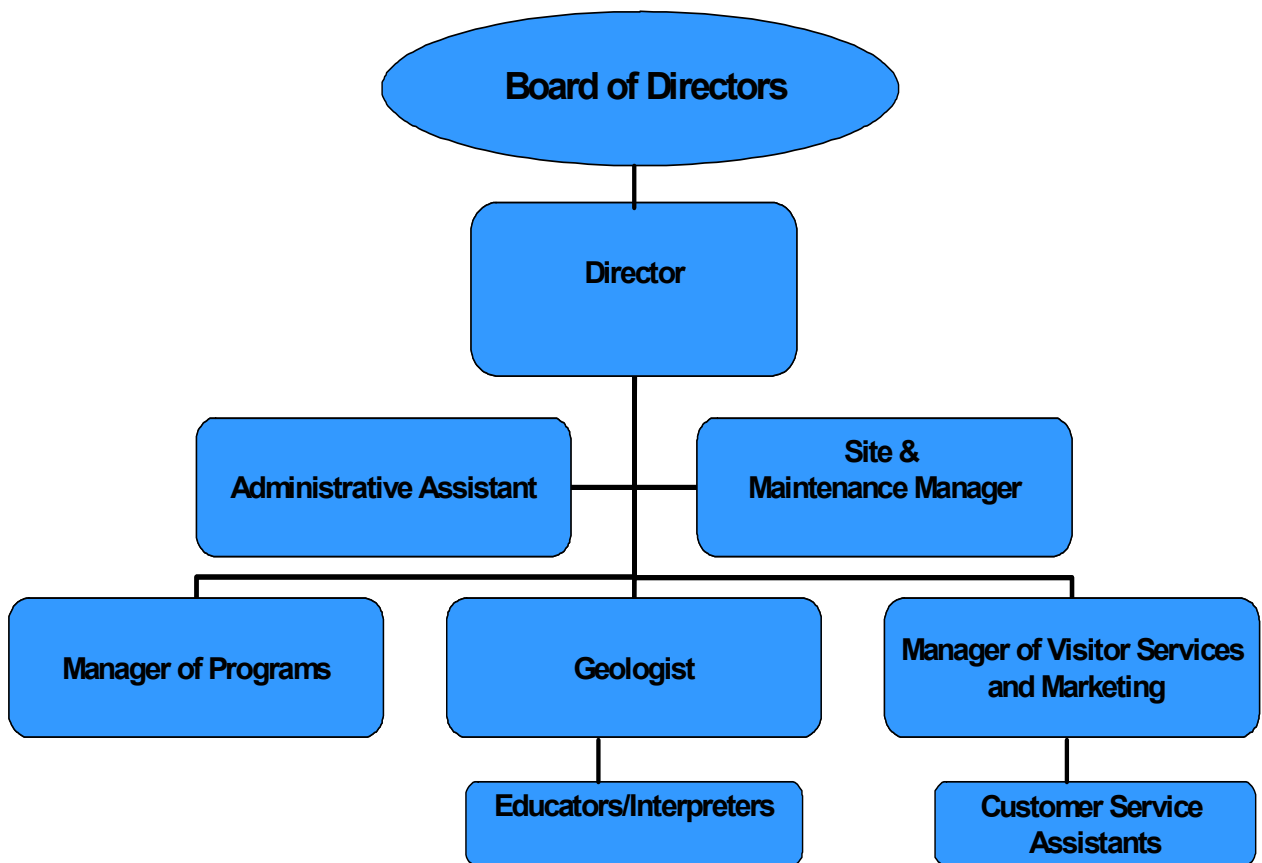 Board of Directors
Director
Administrative Assistant
Site &
Maintenance Manager
Manager of Programs
Geologist
Manager of Visitor Services
and Marketing
Educators/Interpreters
Customer Service
Assistants